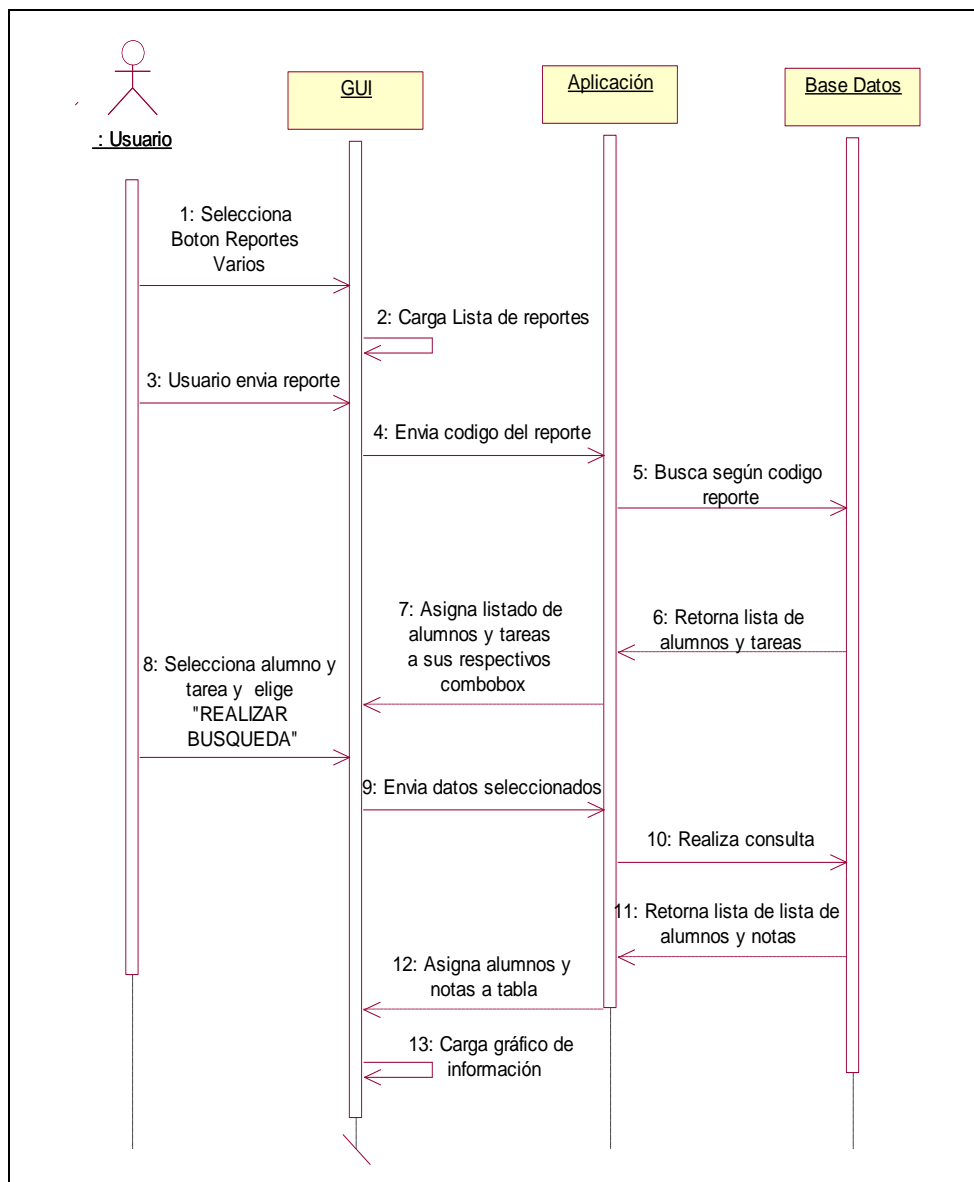 : Usuario
GUI
Aplicación
Base Datos
1: Selecciona
Boton Reportes
Varios
2: Carga Lista de reportes
3: Usuario envia reporte
4: Envia codigo del reporte
5: Busca según codigo
reporte
6: Retorna lista de
alumnos y tareas
7: Asigna listado de
alumnos y tareas
a sus respectivos
combobox
8: Selecciona alumno y
tarea y elige
"REALIZAR
BUSQUEDA"
9: Envia datos seleccionados
10: Realiza consulta
11: Retorna lista de lista de
alumnos y notas
12: Asigna alumnos y
notas a tabla
13: Carga gráfico de
información